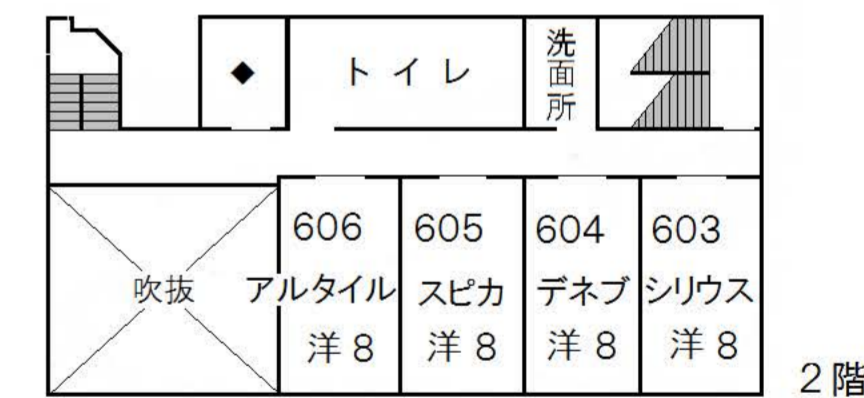 ◆
トイレ
洗面所
606
アルタイル
洋8
605
スピカ
洋8
604
デネブ
洋8
603
シリウス
洋8
吹抜
2階